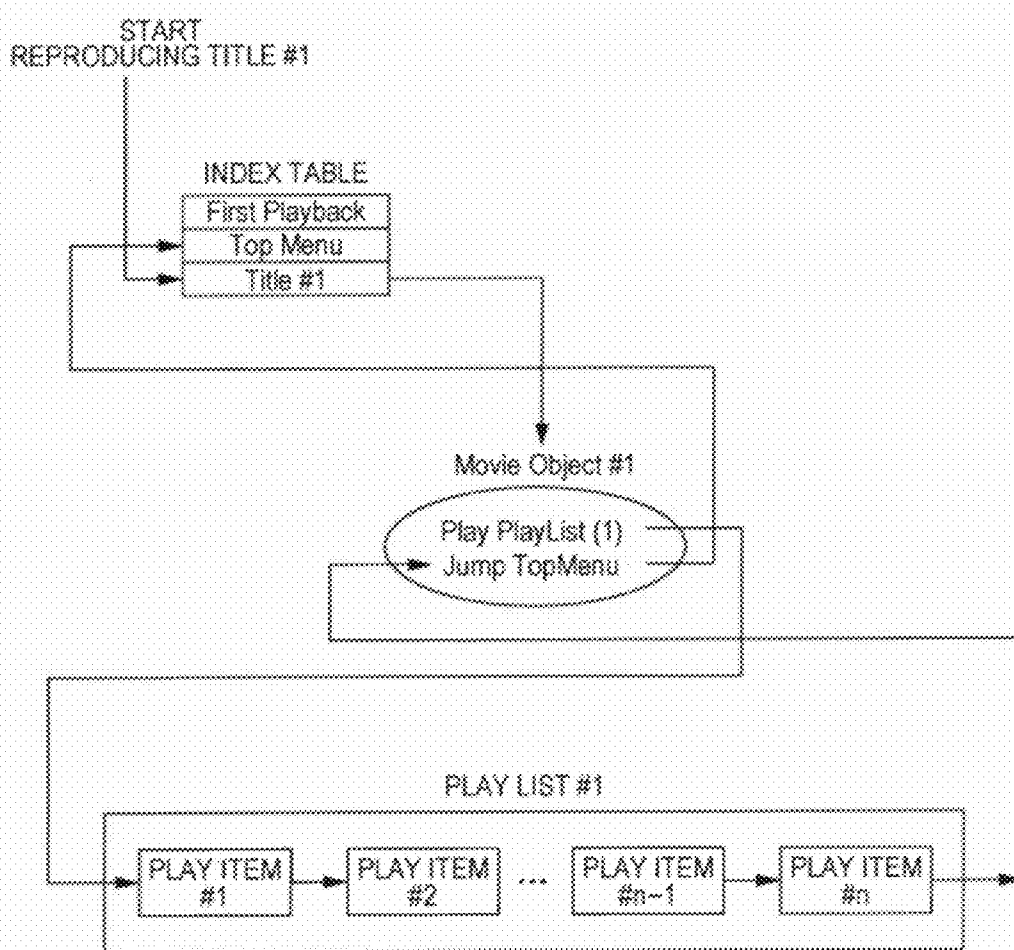 START
REPRODUCING TITLE #1
INDEX TABLE
First Playback
Top Menu
Title #1
Movie Object #1
Play PlayList (1)
Jump TopMenu
PLAY LIST #1
PLAY ITEM
#1
PLAY ITEM
#2
...
PLAY ITEM
#n-1
PLAY ITEM
#n